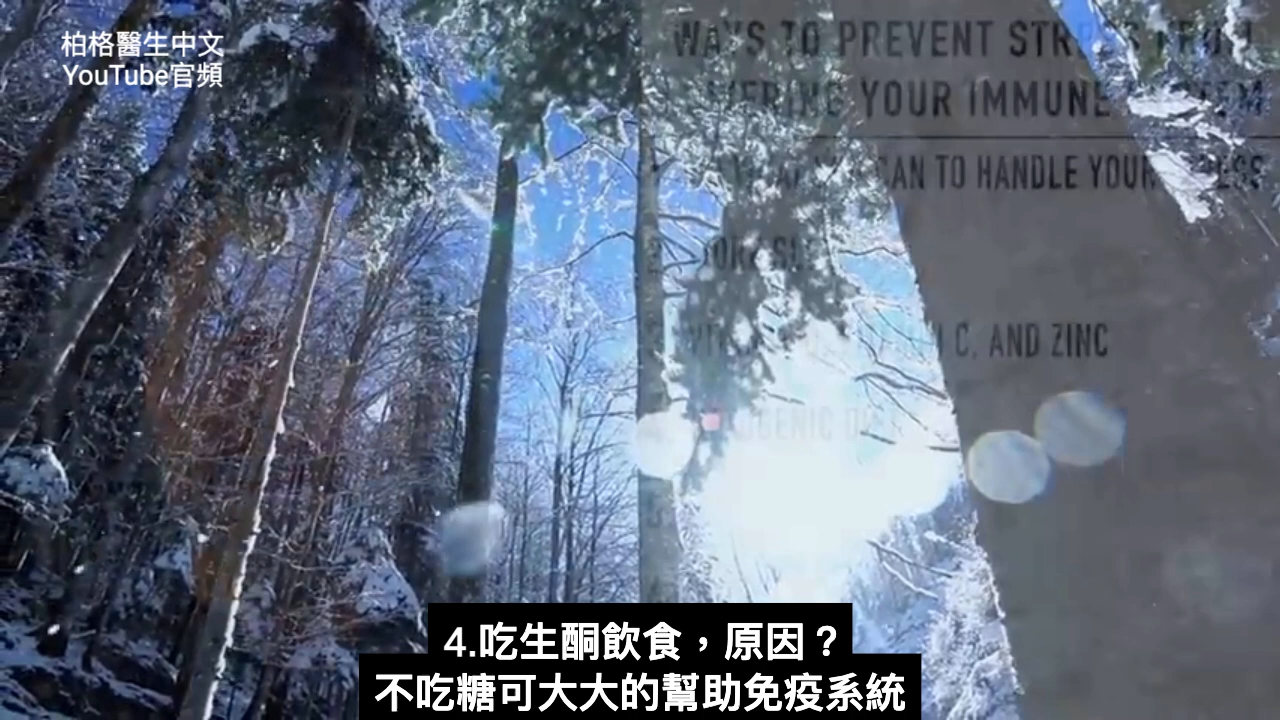 柏格醫生中文
YouTube官頻
WAYS TO PREVENT STRESS FROM
YOUR IMMUNE SYSTEM
CAN TO HANDLE YOUR STRESS
C, AND ZINC
4.吃生酮飲食，原因？
不吃糖可大大的幫助免疫系統